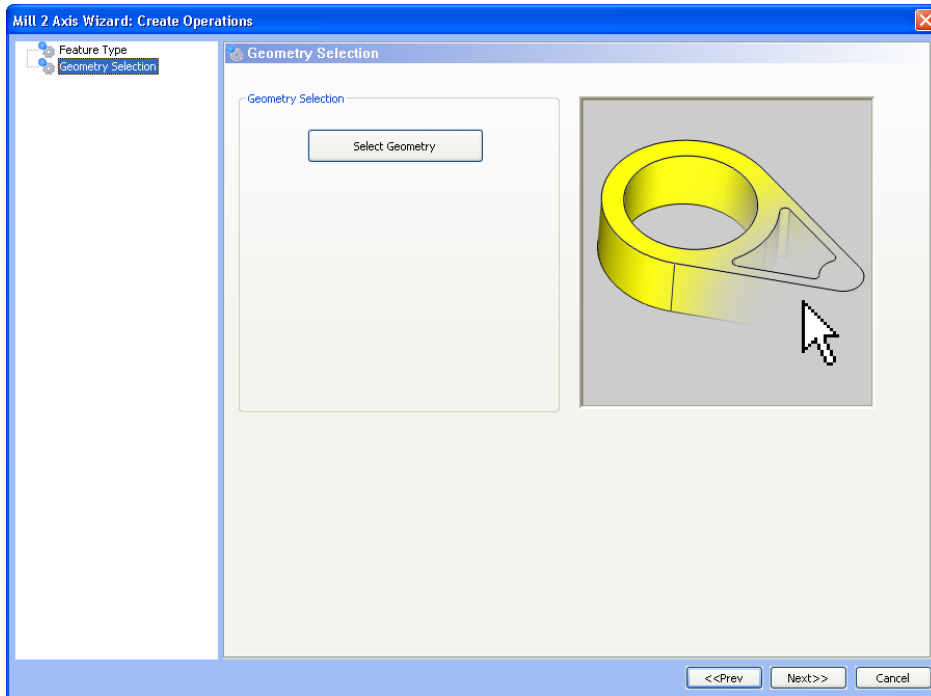 Mill 2 Axis Wizard: Create Operations
Feature Type
Geometry Selection
Geometry Selection
Geometry Selection
Select Geometry
<<Prev
Next>>
Cancel